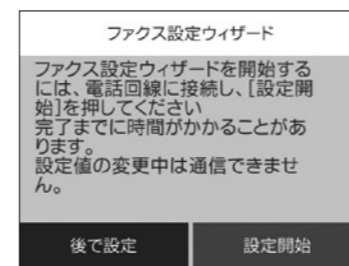 ファクス設定ウィザード
ファクス設定ウィザードを開始する
には、電話回線に接続し、[設定開
始]を押してください
完了までに時間がかかることがあ
ります。
設定値の変更中は通信できませ
ん。
後で設定
設定開始